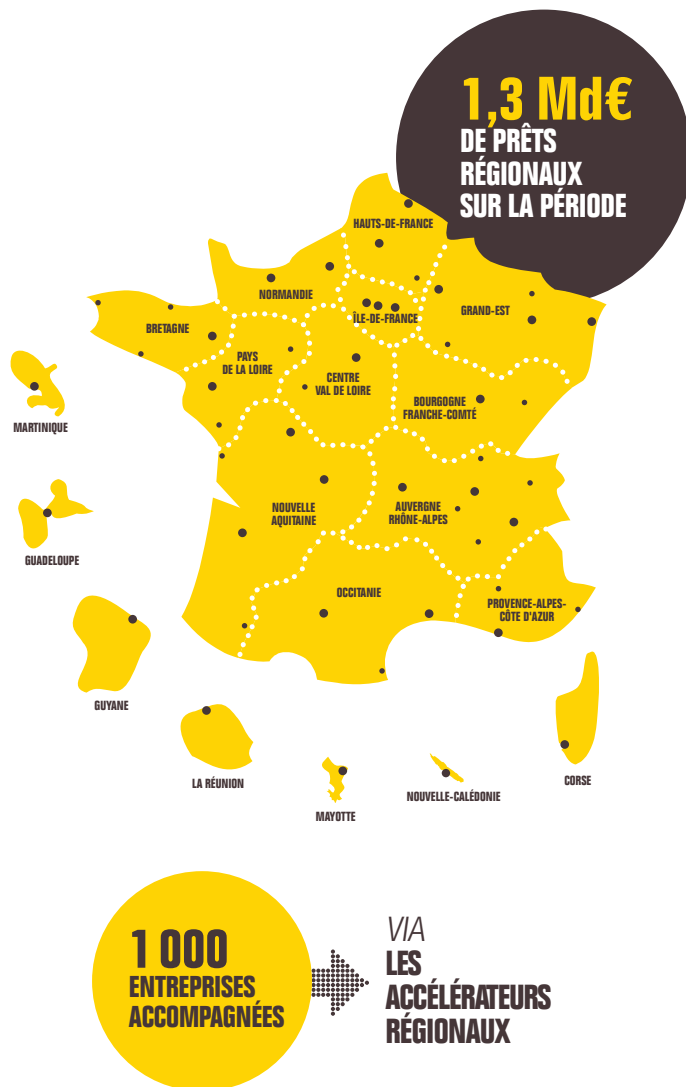 1,3 Md€
DE PRÊTS
RÉGIONAUX
SUR LA PÉRIODE
HAUTS-DE-FRANCE
NORMANDIE
ÎLE-DE-FRANCE
GRAND-EST
BRETAGNE
PAYS
DE LA LOIRE
CENTRE
VAL DE LOIRE
BOURGOGNE
FRANCHE-COMTÉ
MARTINIQUE
NOUVELLE
AQUITAINE
AUVERGNE
RHÔNE-ALPES
GUADELOUPE
OCCITANIE
PROVENCE-ALPES-
CÔTE D'AZUR
GUYANE
LA RÉUNION
MAYOTTE
NOUVELLE-CALÉDONIE
CORSE
1 000
ENTREPRISES
ACCOMPAGNÉES
VIA
LES
ACCÉLÉRATEURS
RÉGIONAUX